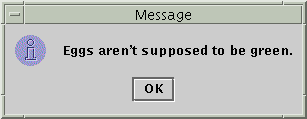 Message
Eggs aren't supposed to be green.
OK